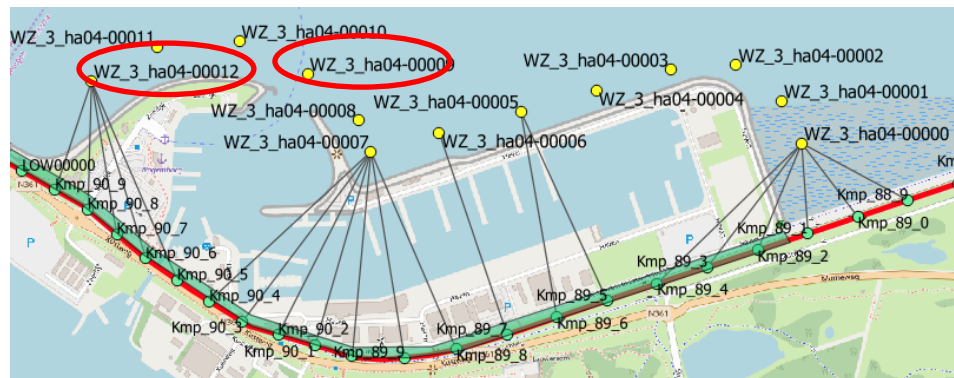 WZ_3_ha04-00011
WZ_3_ha04-00010
WZ_3_ha04-00012
WZ_3_ha04-00009
WZ_3_ha04-00003
WZ_3_ha04-00002
WZ_3_ha04-00008
WZ_3_ha04-00005
WZ_3_ha04-00004
WZ_3_ha04-00001
WZ_3_ha04-00007
WZ_3_ha04-00006
WZ_3_ha04-00000
LOW00000
N361
Kmp_90_9
Kmp_90_8
Kmp_90_7
Kmp_90_6
Kmp_90_5
Kmp_90_4
Kmp_90_3
Kmp_90_2
Kmp_90_1
Kmp_89_9
Kmp_89_8
Kmp_89_7
Kmp_89_6
Kmp_89_5
Kmp_89_4
Kmp_89_3
Kmp_89_2
Kmp_89_1
Kmp_89_0
Kmp_88_9
Km
P
P
P
P
N361